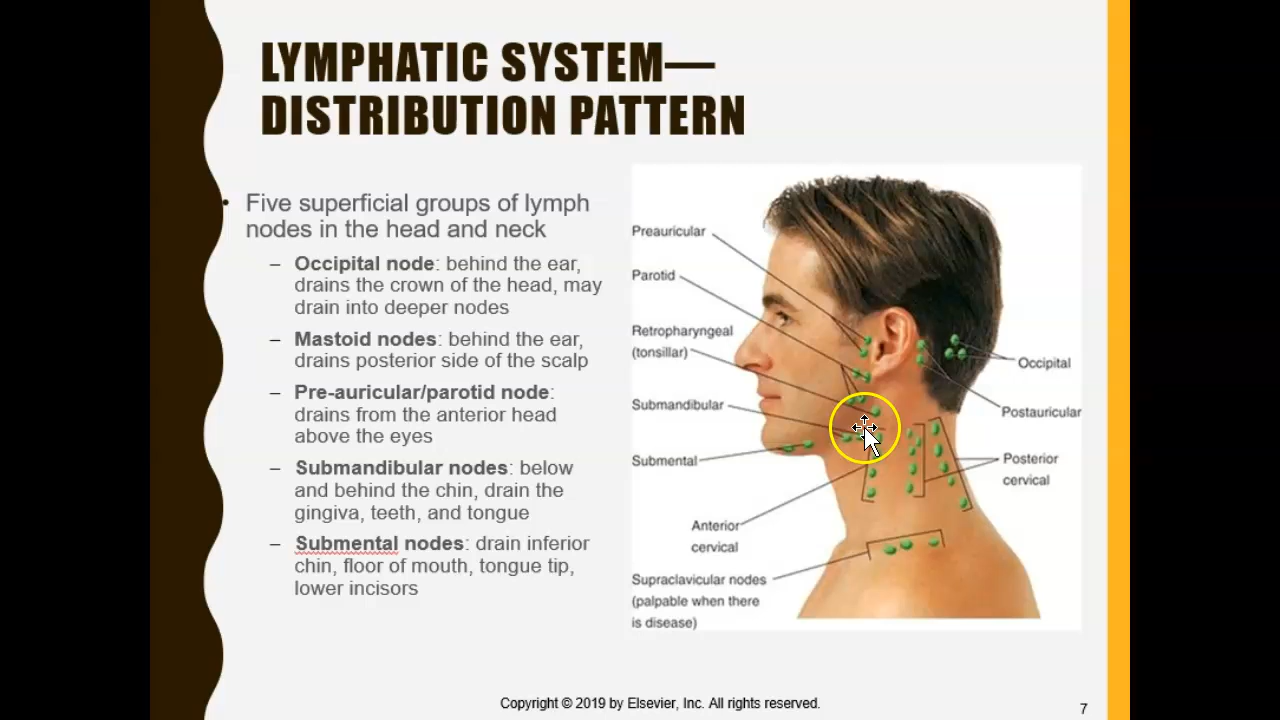 LYMPHATIC SYSTEM—
DISTRIBUTION PATTERN
• Five superficial groups of lymph
nodes in the head and neck
– Occipital node: behind the ear,
drains the crown of the head, may
drain into deeper nodes
– Mastoid nodes: behind the ear,
drains posterior side of the scalp
– Pre-auricular/parotid node:
drains from the anterior head
above the eyes
– Submandibular nodes: below
and behind the chin, drain the
gingiva, teeth, and tongue
– Submental nodes: drain inferior
chin, floor of mouth, tongue tip,
lower incisors
Preauricular
Parotid
Retropharyngeal
(tonsillar)
Submandibular
Submental
Anterior
cervical
Supraclavicular nodes
(palpable when there
is disease)
Occipital
Postauricular
Posterior
cervical
Copyright © 2019 by Elsevier, Inc. All rights reserved.
7